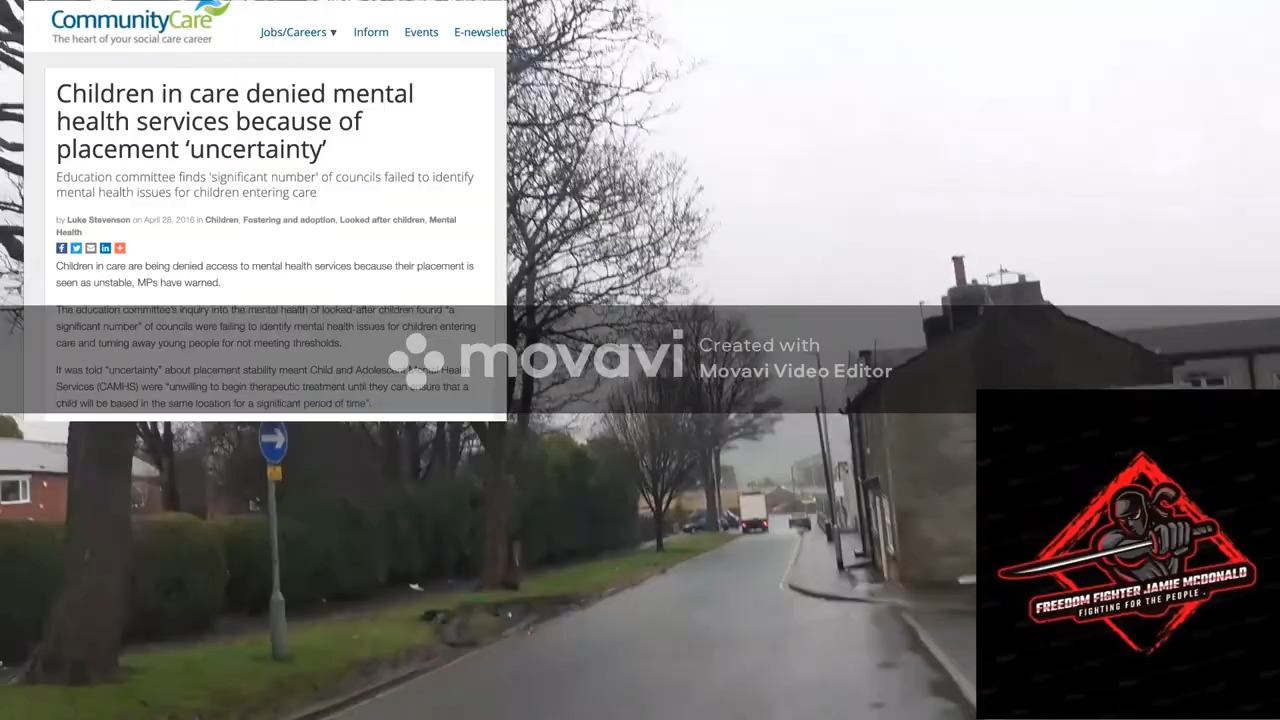 CommunityCare
The heart of your social care career
Jobs/Careers ▼ Inform Events E-newslett
Children in care denied mental
health services because of
placement ‘uncertainty’
Education committee finds 'significant number' of councils failed to identify
mental health issues for children entering care
by Luke Stevenson on April 28, 2016 in Children, Fostering and adoption, Looked after children, Mental
Health
Children in care are being denied access to mental health services because their placement is
seen as unstable, MPs have warned.
The education committee's inquiry into the mental health of looked-after children found “a
significant number” of councils were failing to identify mental health issues for children entering
care and turning away young people for not meeting thresholds.
It was told “uncertainty” about placement stability meant Child and Adolescent Mental Health
Services (CAMHS) were “unwilling to begin therapeutic treatment until they can ensure that a
child will be based in the same location for a significant period of time”.
movavi
Created with
Movavi Video Editor
FREEDOM FIGHTER JAMIE MCDONALD
FIGHTING FOR THE PEOPLE .